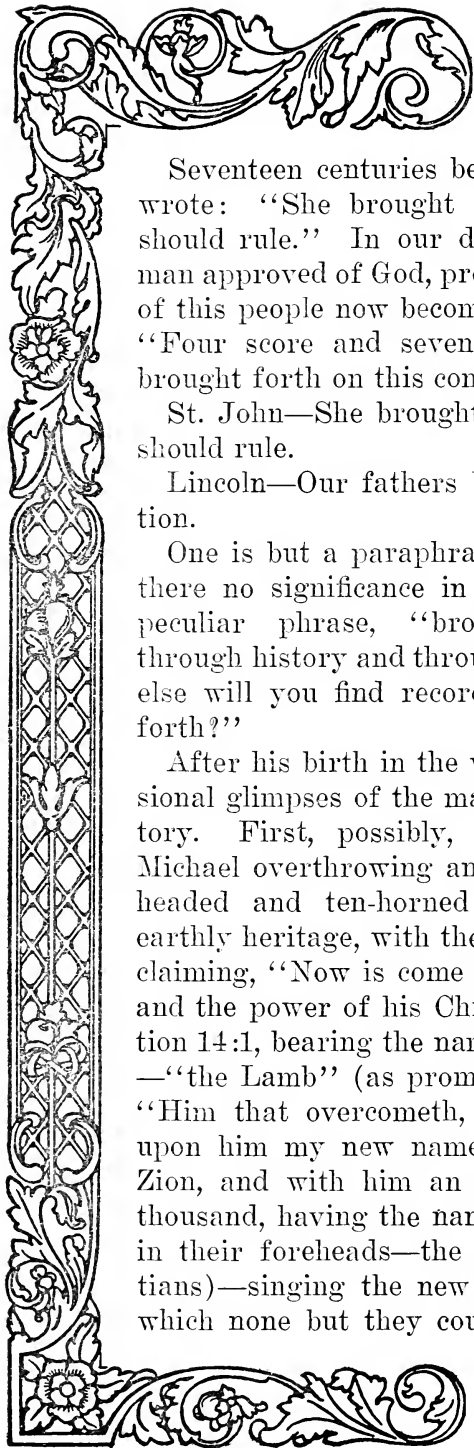 Seventeen centuries be
wrote: “She brought
should rule.” In our d
man approved of God, pr
of this people now becom
“Four score and seven
brought forth on this con
St. John—She brought
should rule.
Lincoln—Our fathers
tion.
One is but a paraphra
there no significance in
peculiar phrase, “bro
through history and throu
else will you find recor
forth?”
After his birth in the
sional glimpses of the ma
tory. First, possibly,
Michael overthrowing an
headed and ten-horned
earthly heritage, with the
claiming, “Now is come
and the power of his Chr
tion 14:1, bearing the nar
—“the Lamb” (as prom
“Him that overcometh,
upon him my new name
Zion, and with him an
thousand, having the nar
in their foreheads—the
tians)—singing the new
which none but they cou